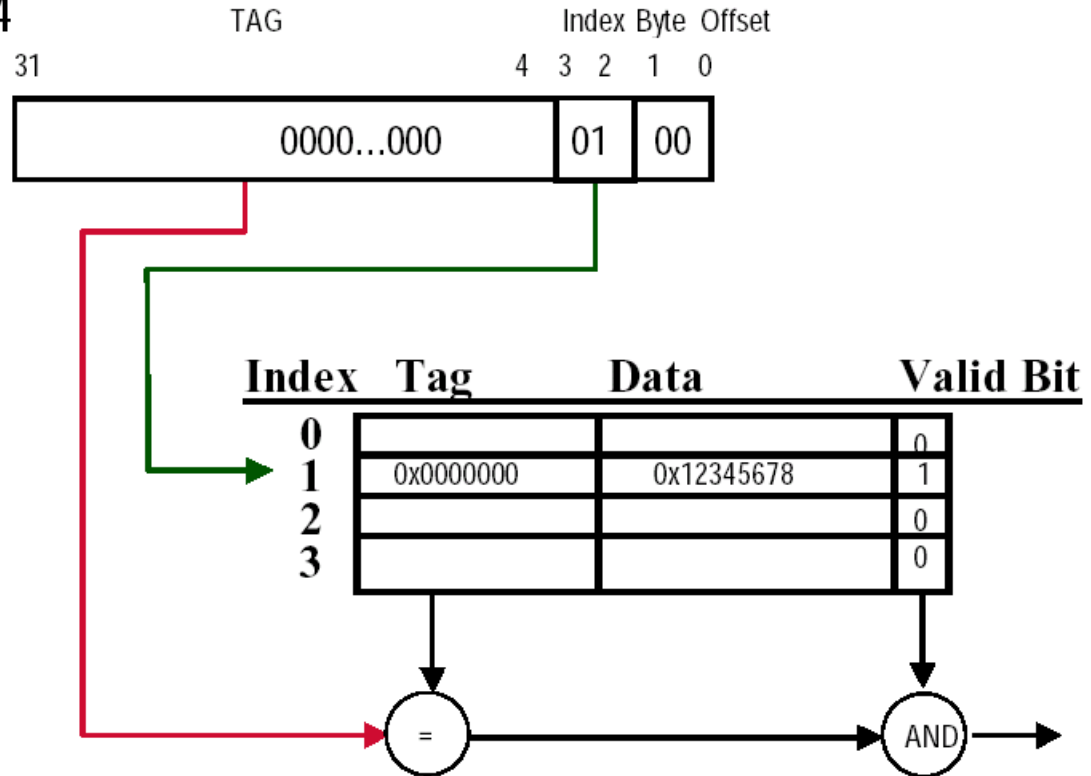 4
TAG Index Byte Offset
31 4 3 2 1 0
0000...000 01 00
Index Tag Data Valid Bit
0 0
1 0x0000000 0x12345678 1
2 0
3 0
= AND